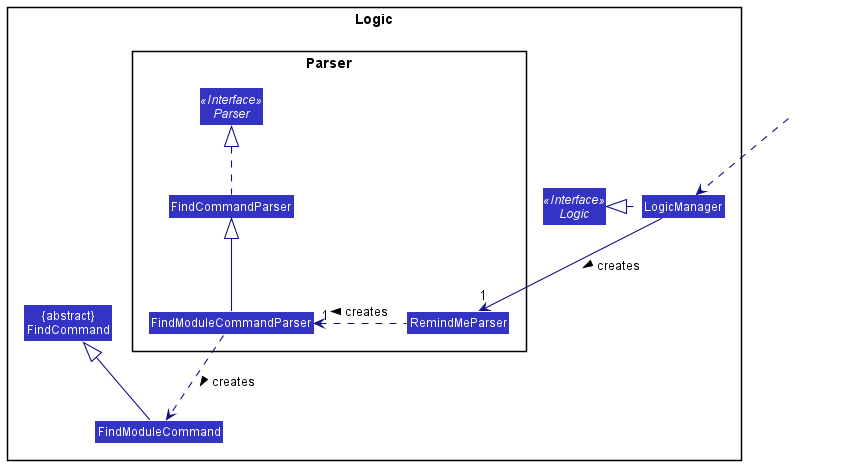 Logic
Parser
«Interface»
Parser
FindCommandParser
«Interface»
Logic
LogicManager
creates
1
{abstract}
FindCommand
FindModuleCommandParser
1
creates
RemindMeParser
creates
FindModuleCommand